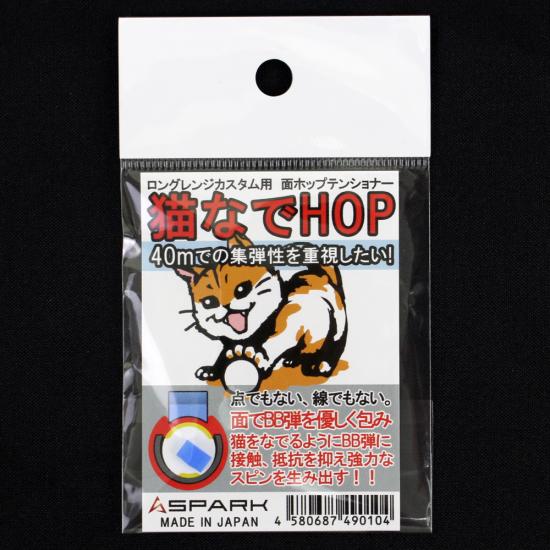 ロングレンジカスタム用 面ホップテンショナー
猫なでHOP
40mでの集弾性を重視したい!
点でもない、線でもない。
面でBB弾を優しく包み
猫をなでるようにBB弾に
接触、抵抗を抑え強力な
スピンを生み出す!!
ASPARK
MADE IN JAPAN
4 580687 490104